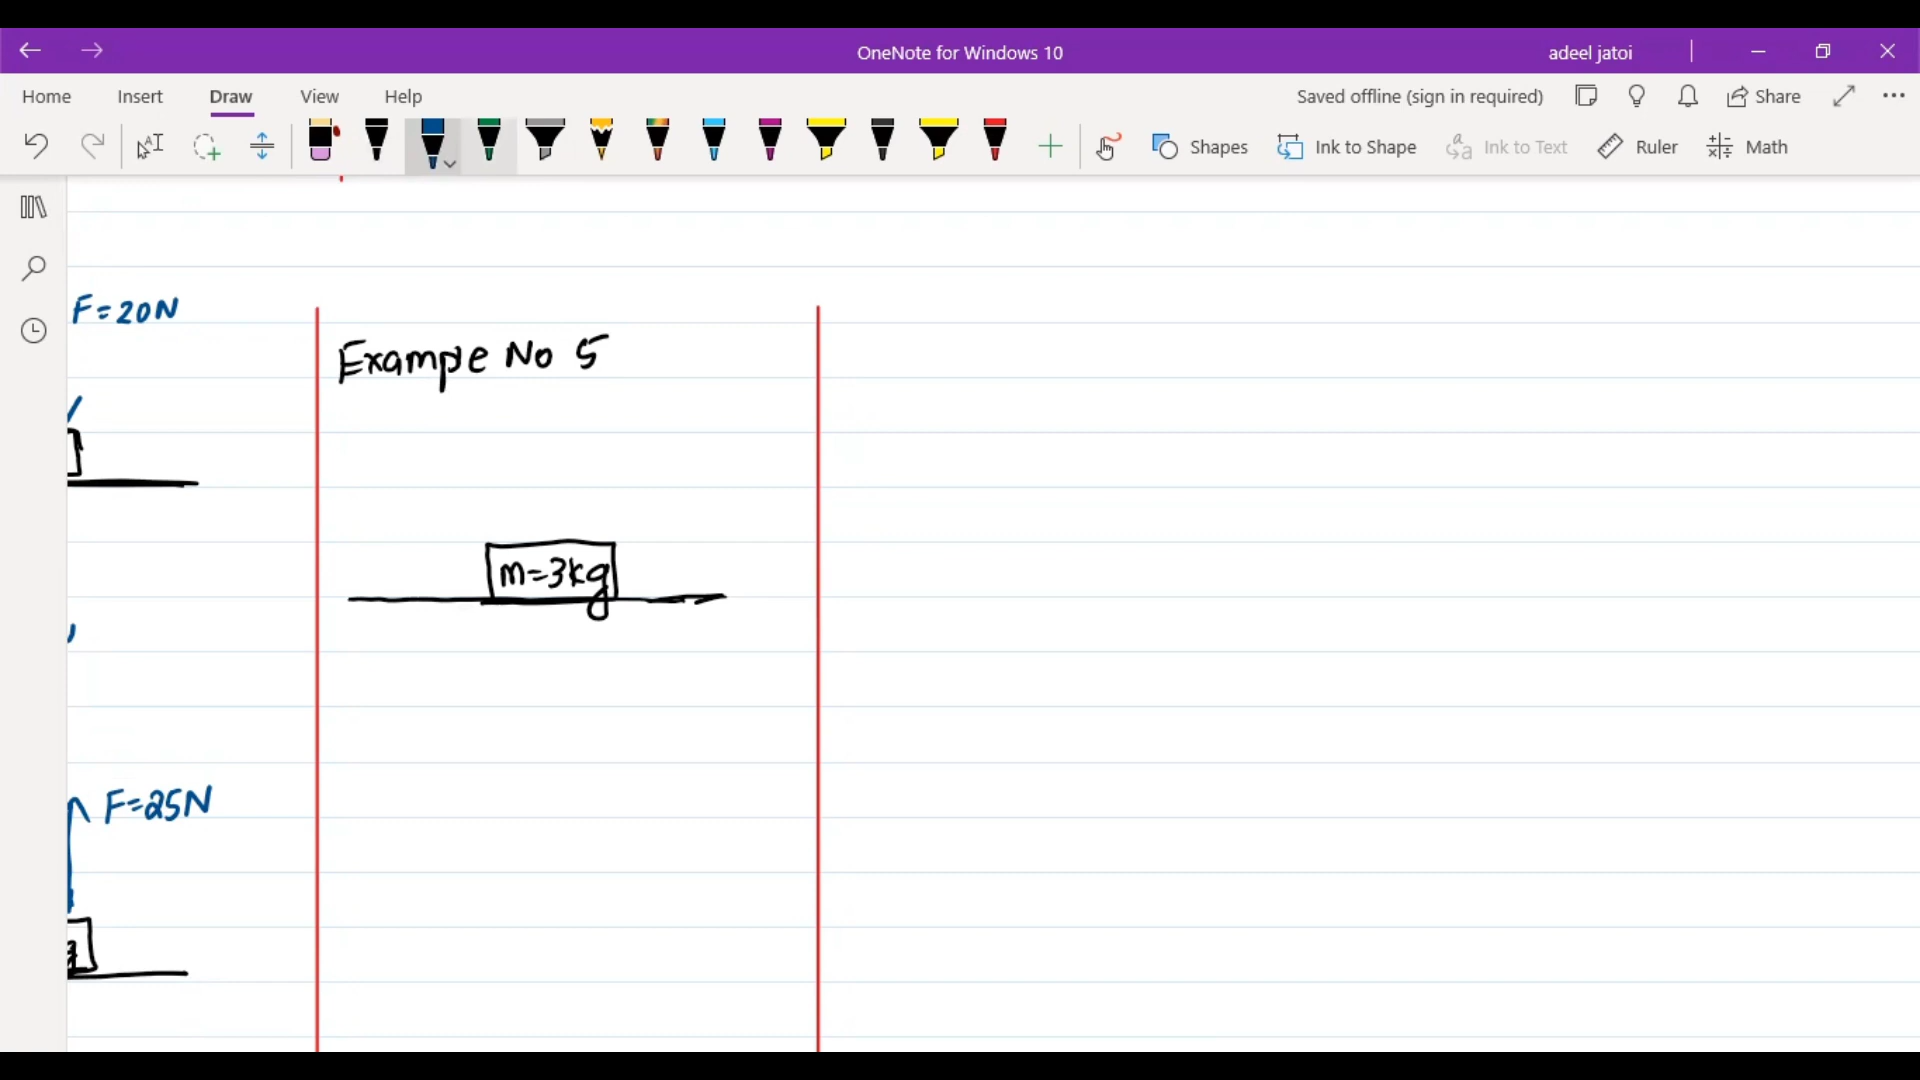 OneNote for Windows 10
adeel jatoi
Home Insert Draw View Help
Saved offline (sign in required)
Share
Shapes Ink to Shape Ink to Text Ruler Math
F=20N
Example No 5
m=3kg
F=25N